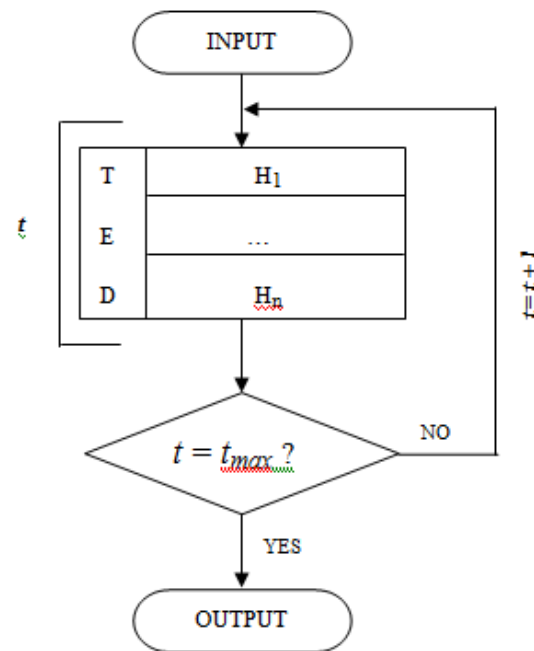 INPUT
T H₁
t E ...
D Hₙ
t=t+1
t = tₘₐₓ ?
NO
YES
OUTPUT